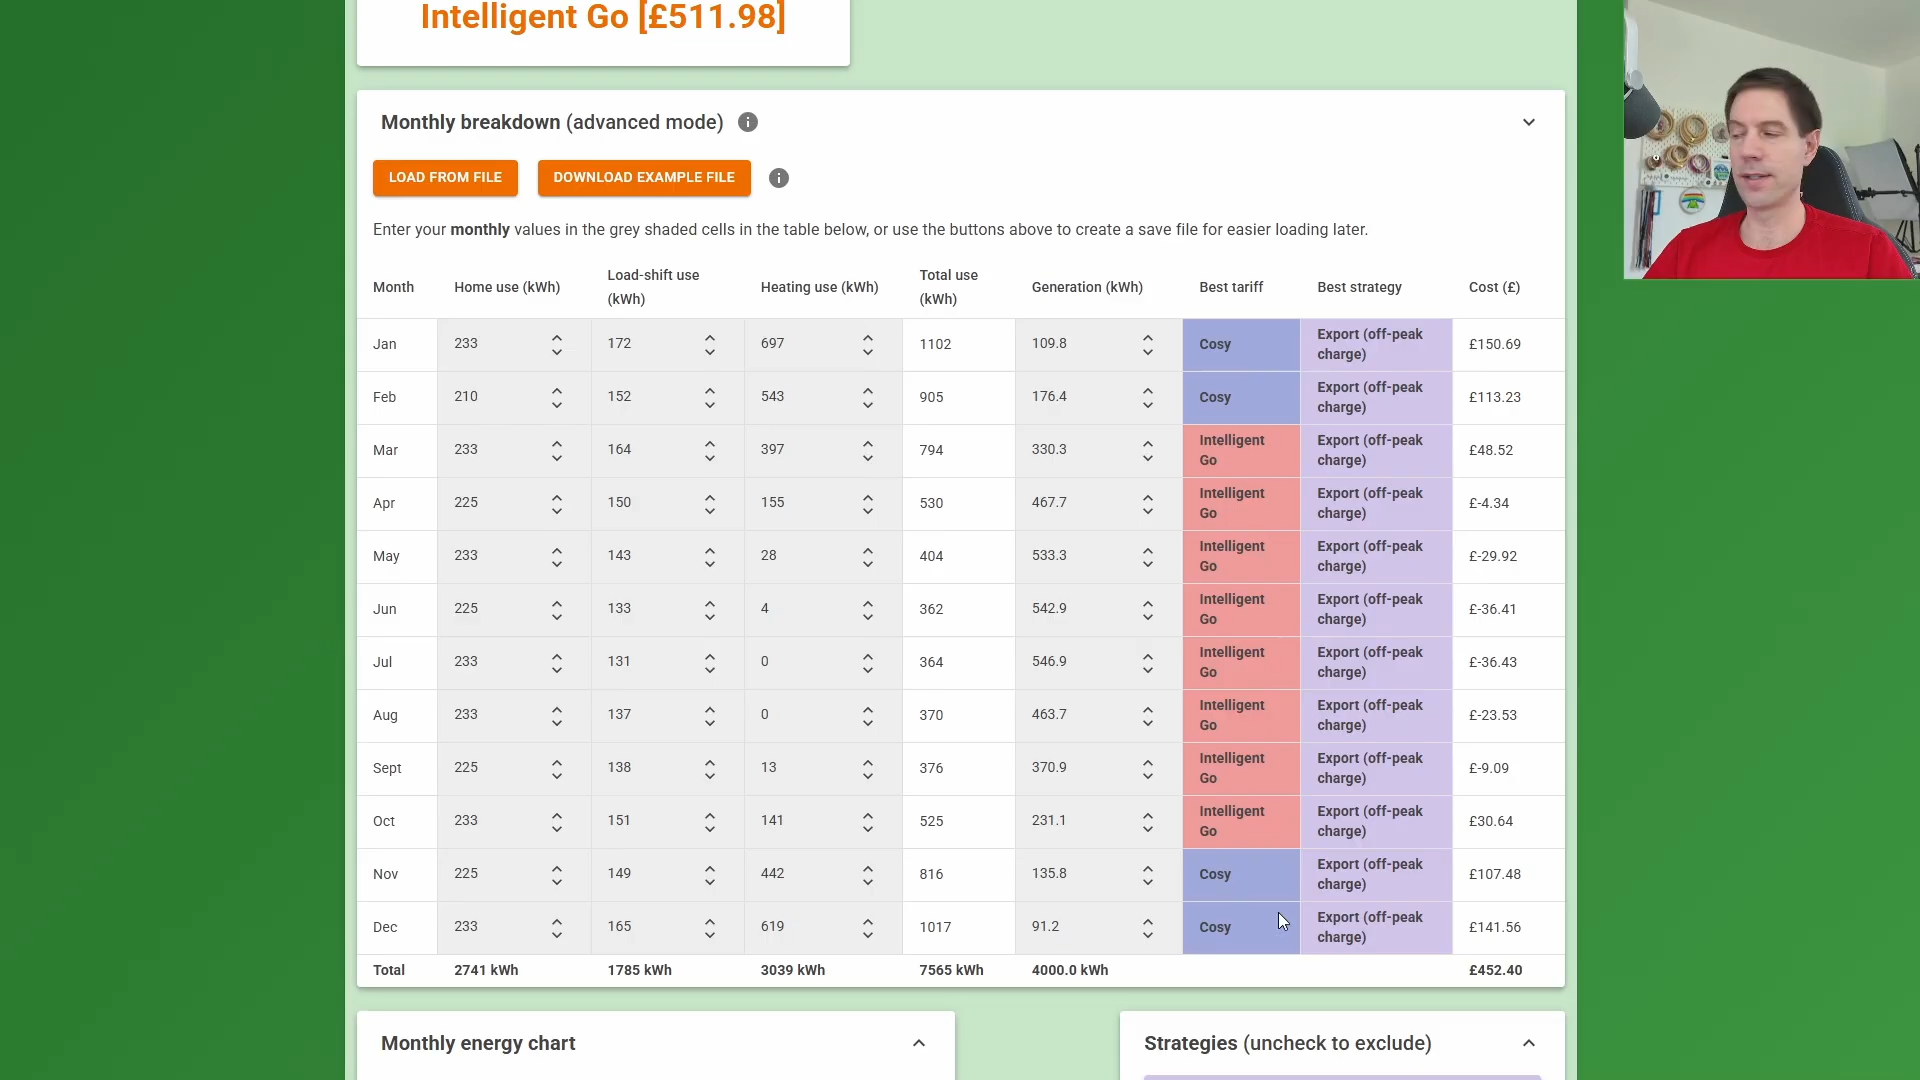 Intelligent Go [£511.98]
Monthly breakdown (advanced mode)
LOAD FROM FILE
DOWNLOAD EXAMPLE FILE
Enter your monthly values in the grey shaded cells in the table below, or use the buttons above to create a save file for easier loading later.
Month Home use (kWh) Load-shift use (kWh) Heating use (kWh) Total use (kWh) Generation (kWh) Best tariff Best strategy Cost (£)
Jan 233 172 697 1102 109.8 Cosy Export (off-peak charge) £150.69
Feb 210 152 543 905 176.4 Cosy Export (off-peak charge) £113.23
Mar 233 164 397 794 330.3 Intelligent Go Export (off-peak charge) £48.52
Apr 225 150 155 530 467.7 Intelligent Go Export (off-peak charge) £-4.34
May 233 143 28 404 533.3 Intelligent Go Export (off-peak charge) £-29.92
Jun 225 133 4 362 542.9 Intelligent Go Export (off-peak charge) £-36.41
Jul 233 131 0 364 546.9 Intelligent Go Export (off-peak charge) £-36.43
Aug 233 137 0 370 463.7 Intelligent Go Export (off-peak charge) £-23.53
Sept 225 138 13 376 370.9 Intelligent Go Export (off-peak charge) £-9.09
Oct 233 151 141 525 231.1 Intelligent Go Export (off-peak charge) £30.64
Nov 225 149 442 816 135.8 Cosy Export (off-peak charge) £107.48
Dec 233 165 619 1017 91.2 Cosy Export (off-peak charge) £141.56
Total 2741 kWh 1785 kWh 3039 kWh 7565 kWh 4000.0 kWh £452.40
Monthly energy chart
Strategies (uncheck to exclude)